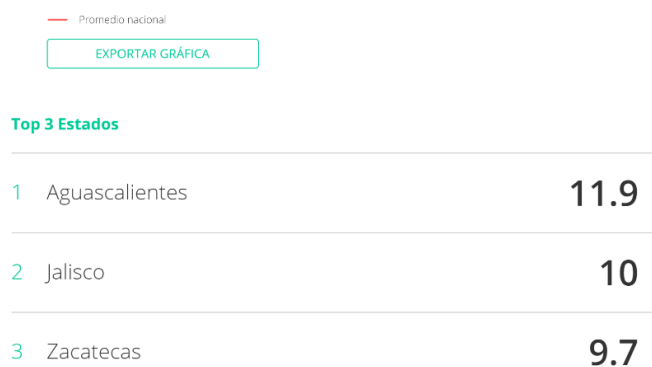 Promedio nacional
EXPORTAR GRÁFICA
Top 3 Estados
1 Aguascalientes 11.9
2 Jalisco 10
3 Zacatecas 9.7